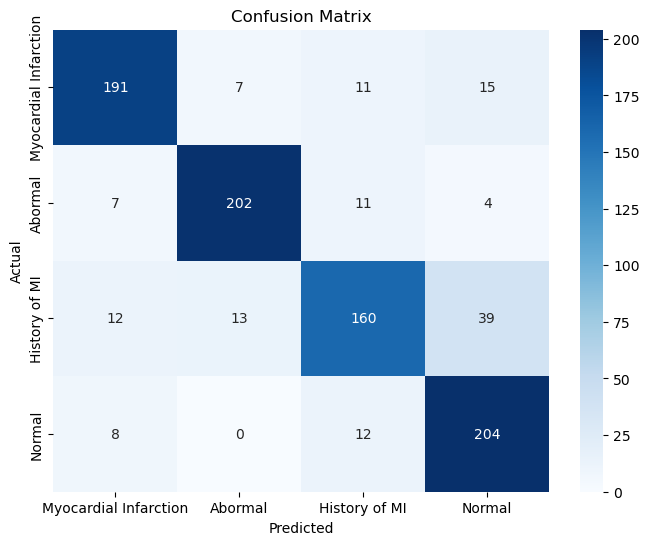 Confusion Matrix
Actual
Myocardial Infarction
191 7 11 15
Abormal
7 202 11 4
History of MI
12 13 160 39
Normal
8 0 12 204
Myocardial Infarction Abormal History of MI Normal
Predicted
200
175
150
125
100
75
50
25
0